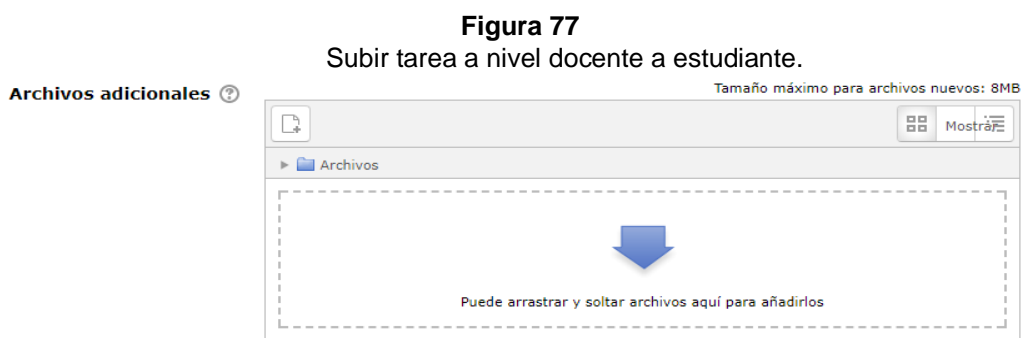 Figura 77
Subir tarea a nivel docente a estudiante.
Archivos adicionales
Tamaño máximo para archivos nuevos: 8MB
Mostrar
Archivos
Puede arrastrar y soltar archivos aquí para añadirlos